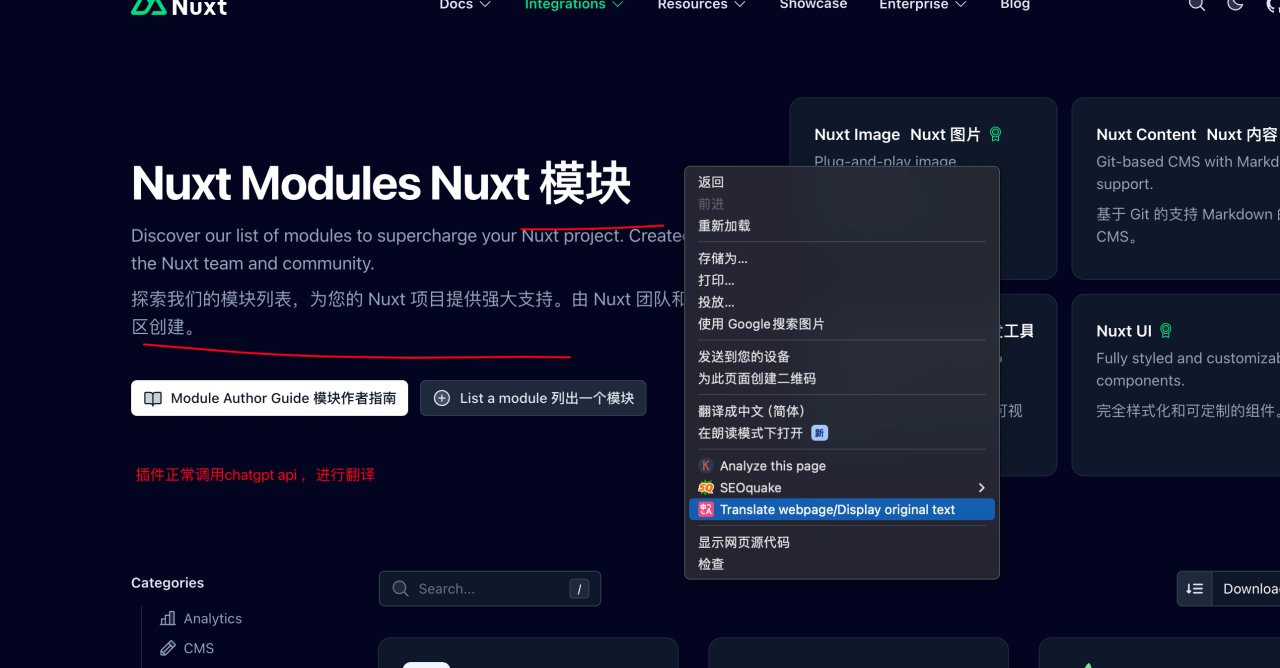 Nuxt
Docs
Integrations
Resources
Showcase
Enterprise
Blog
Nuxt Modules Nuxt 模块
Discover our list of modules to supercharge your Nuxt project. Created
the Nuxt team and community.
探索我们的模块列表，为您的 Nuxt 项目提供强大支持。由 Nuxt 团队和
区创建。
Module Author Guide 模块作者指南
List a module 列出一个模块
插件正常调用chatgpt api ，进行翻译
Nuxt Image Nuxt 图片
Plug-and-play image
Nuxt Content Nuxt 内容
Git-based CMS with Markd
support.
基于 Git 的支持 Markdown
CMS。
工具
可视
Nuxt UI
Fully styled and customizab
components.
完全样式化和可定制的组件。
返回
前进
重新加载
存储为...
打印...
投放...
使用 Google搜索图片
发送到您的设备
为此页面创建二维码
翻译成中文 (简体)
在朗读模式下打开 新
Analyze this page
SEOquake
Translate webpage/Display original text
显示网页源代码
检查
Categories
Analytics
CMS
Search... /
Downloa